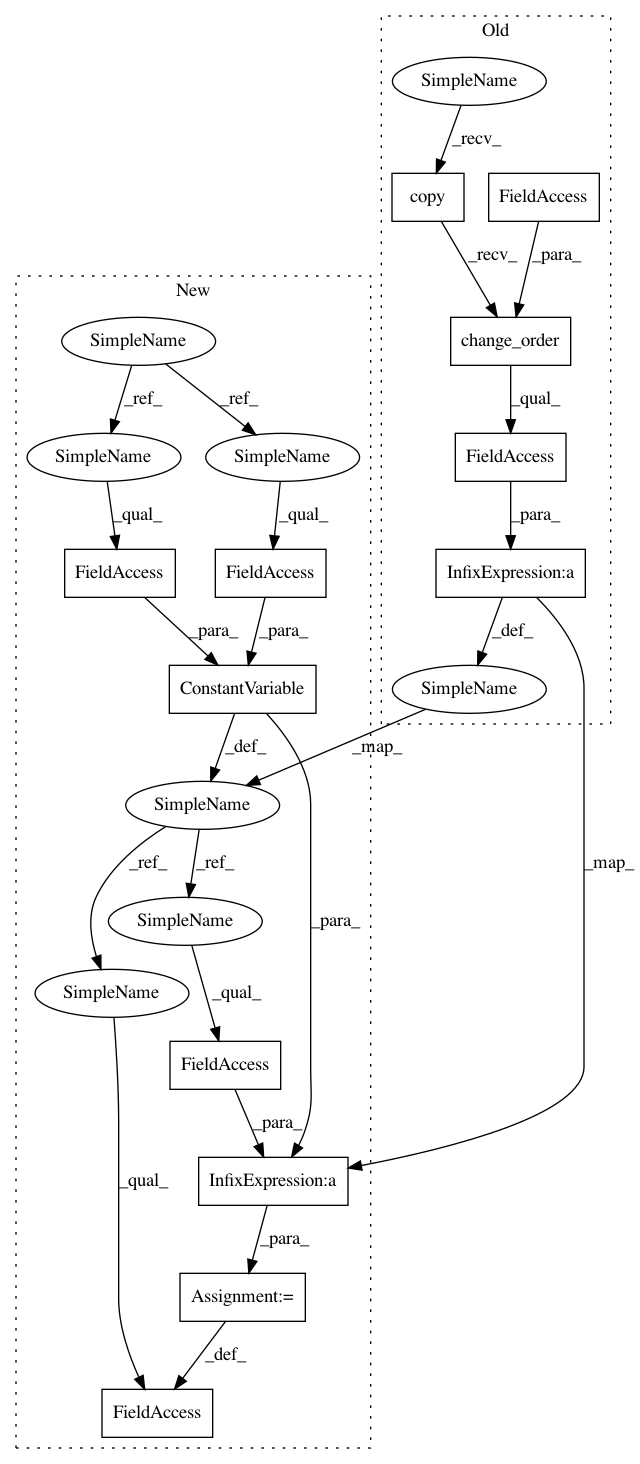 Old
SimpleName
_recv_
copy
FieldAccess
_recv_
_para_
New
SimpleName
change_order
_ref_
_ref_
_qual_
SimpleName
SimpleName
FieldAccess
_qual_
_qual_
_para_
FieldAccess
FieldAccess
InfixExpression:a
_para_
_para_
_def_
ConstantVariable
SimpleName
_def_
_map_
SimpleName
_ref_
_ref_
_map_
SimpleName
_para_
SimpleName
_qual_
FieldAccess
_para_
_qual_
InfixExpression:a
_para_
Assignment:=
_def_
FieldAccess